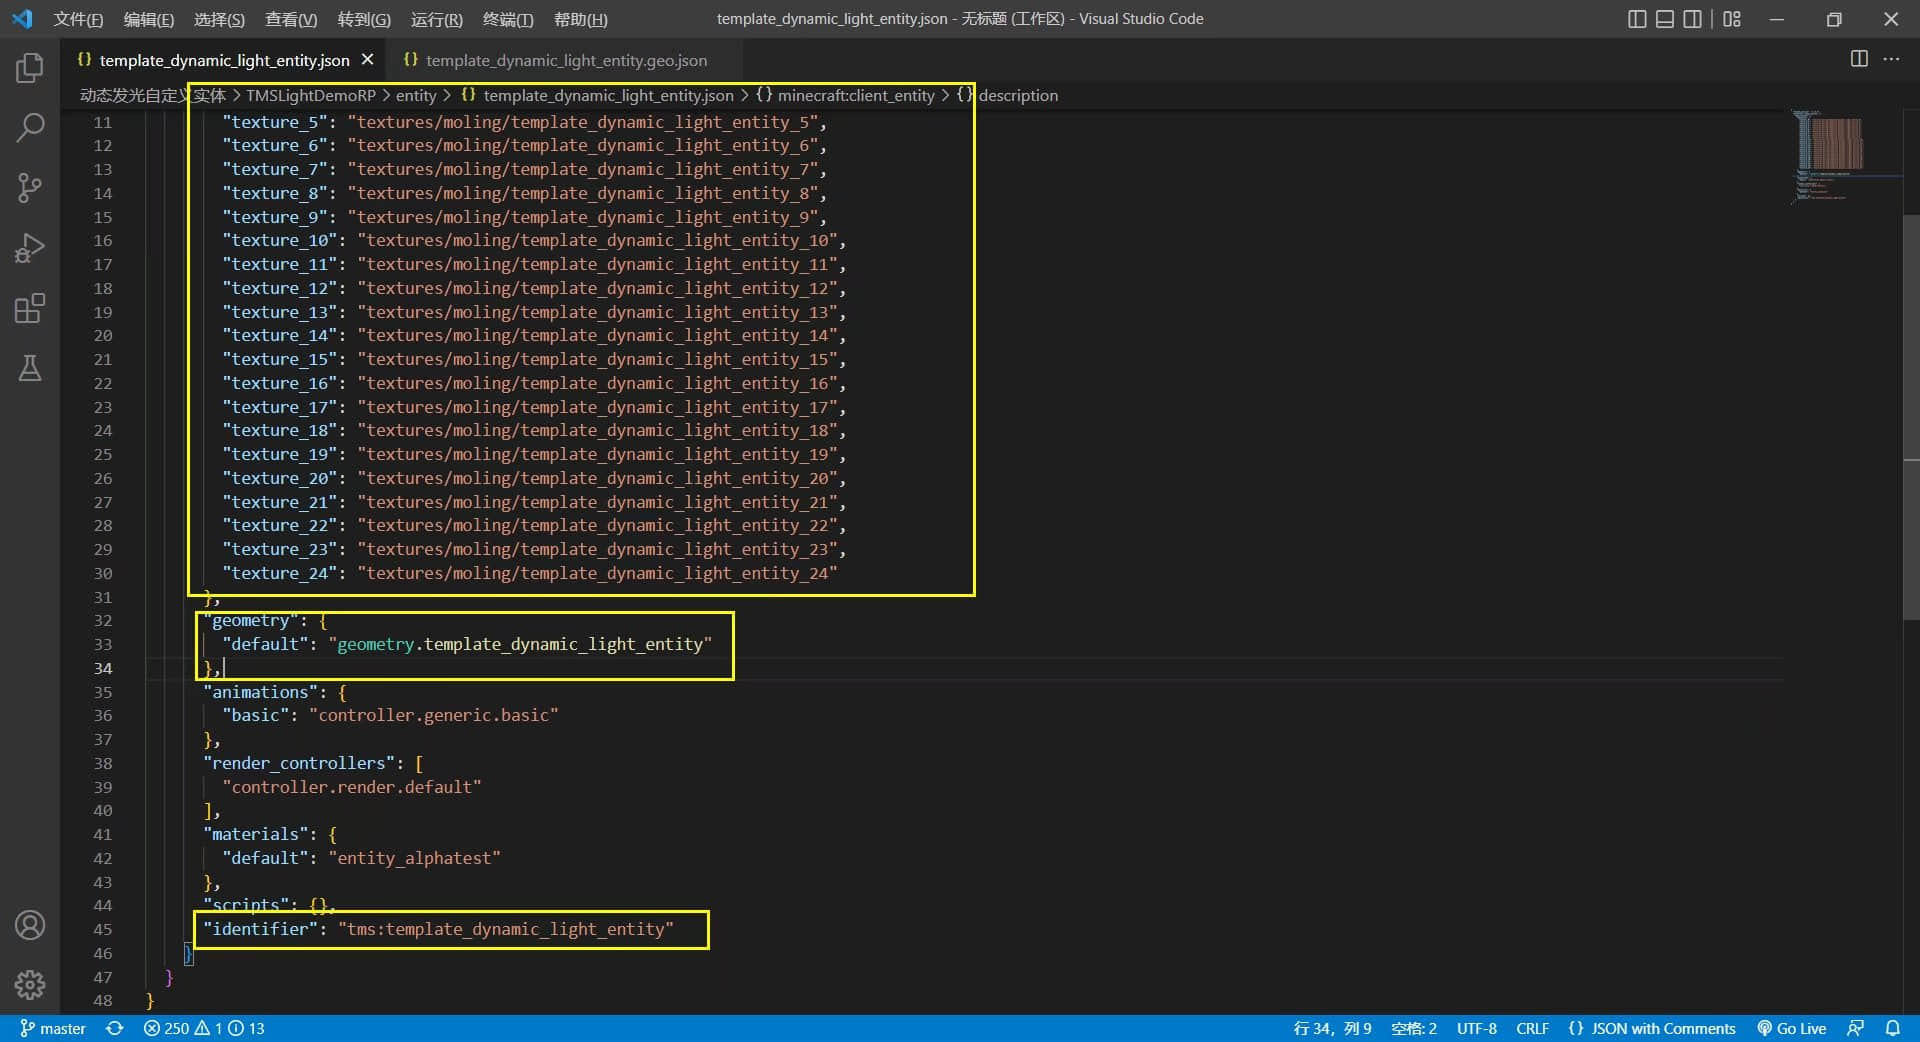 文件(F) 编辑(E) 选择(S) 查看(V) 转到(G) 运行(R) 终端(T) 帮助(H) template_dynamic_light_entity.json - 无标题 (工作区) - Visual Studio Code
{} template_dynamic_light_entity.json {} template_dynamic_light_entity.geo.json
动态发光自定义实体 > TMSLightDemoRP > entity > {} template_dynamic_light_entity.json > {} minecraft:client_entity > {} description
11 "texture_5": "textures/moling/template_dynamic_light_entity_5",
12 "texture_6": "textures/moling/template_dynamic_light_entity_6",
13 "texture_7": "textures/moling/template_dynamic_light_entity_7",
14 "texture_8": "textures/moling/template_dynamic_light_entity_8",
15 "texture_9": "textures/moling/template_dynamic_light_entity_9",
16 "texture_10": "textures/moling/template_dynamic_light_entity_10",
17 "texture_11": "textures/moling/template_dynamic_light_entity_11",
18 "texture_12": "textures/moling/template_dynamic_light_entity_12",
19 "texture_13": "textures/moling/template_dynamic_light_entity_13",
20 "texture_14": "textures/moling/template_dynamic_light_entity_14",
21 "texture_15": "textures/moling/template_dynamic_light_entity_15",
22 "texture_16": "textures/moling/template_dynamic_light_entity_16",
23 "texture_17": "textures/moling/template_dynamic_light_entity_17",
24 "texture_18": "textures/moling/template_dynamic_light_entity_18",
25 "texture_19": "textures/moling/template_dynamic_light_entity_19",
26 "texture_20": "textures/moling/template_dynamic_light_entity_20",
27 "texture_21": "textures/moling/template_dynamic_light_entity_21",
28 "texture_22": "textures/moling/template_dynamic_light_entity_22",
29 "texture_23": "textures/moling/template_dynamic_light_entity_23",
30 "texture_24": "textures/moling/template_dynamic_light_entity_24"
31 },
32 "geometry": {
33 "default": "geometry.template_dynamic_light_entity"
34 },
35 "animations": {
36 "basic": "controller.generic.basic"
37 },
38 "render_controllers": [
39 "controller.render.default"
40 ],
41 "materials": {
42 "default": "entity_alphatest"
43 },
44 "scripts": {},
45 "identifier": "tms:template_dynamic_light_entity"
46 }
47 }
48 }
master 250 1 13 行 34, 列 9 空格: 2 UTF-8 CRLF {} JSON with Comments Go Live